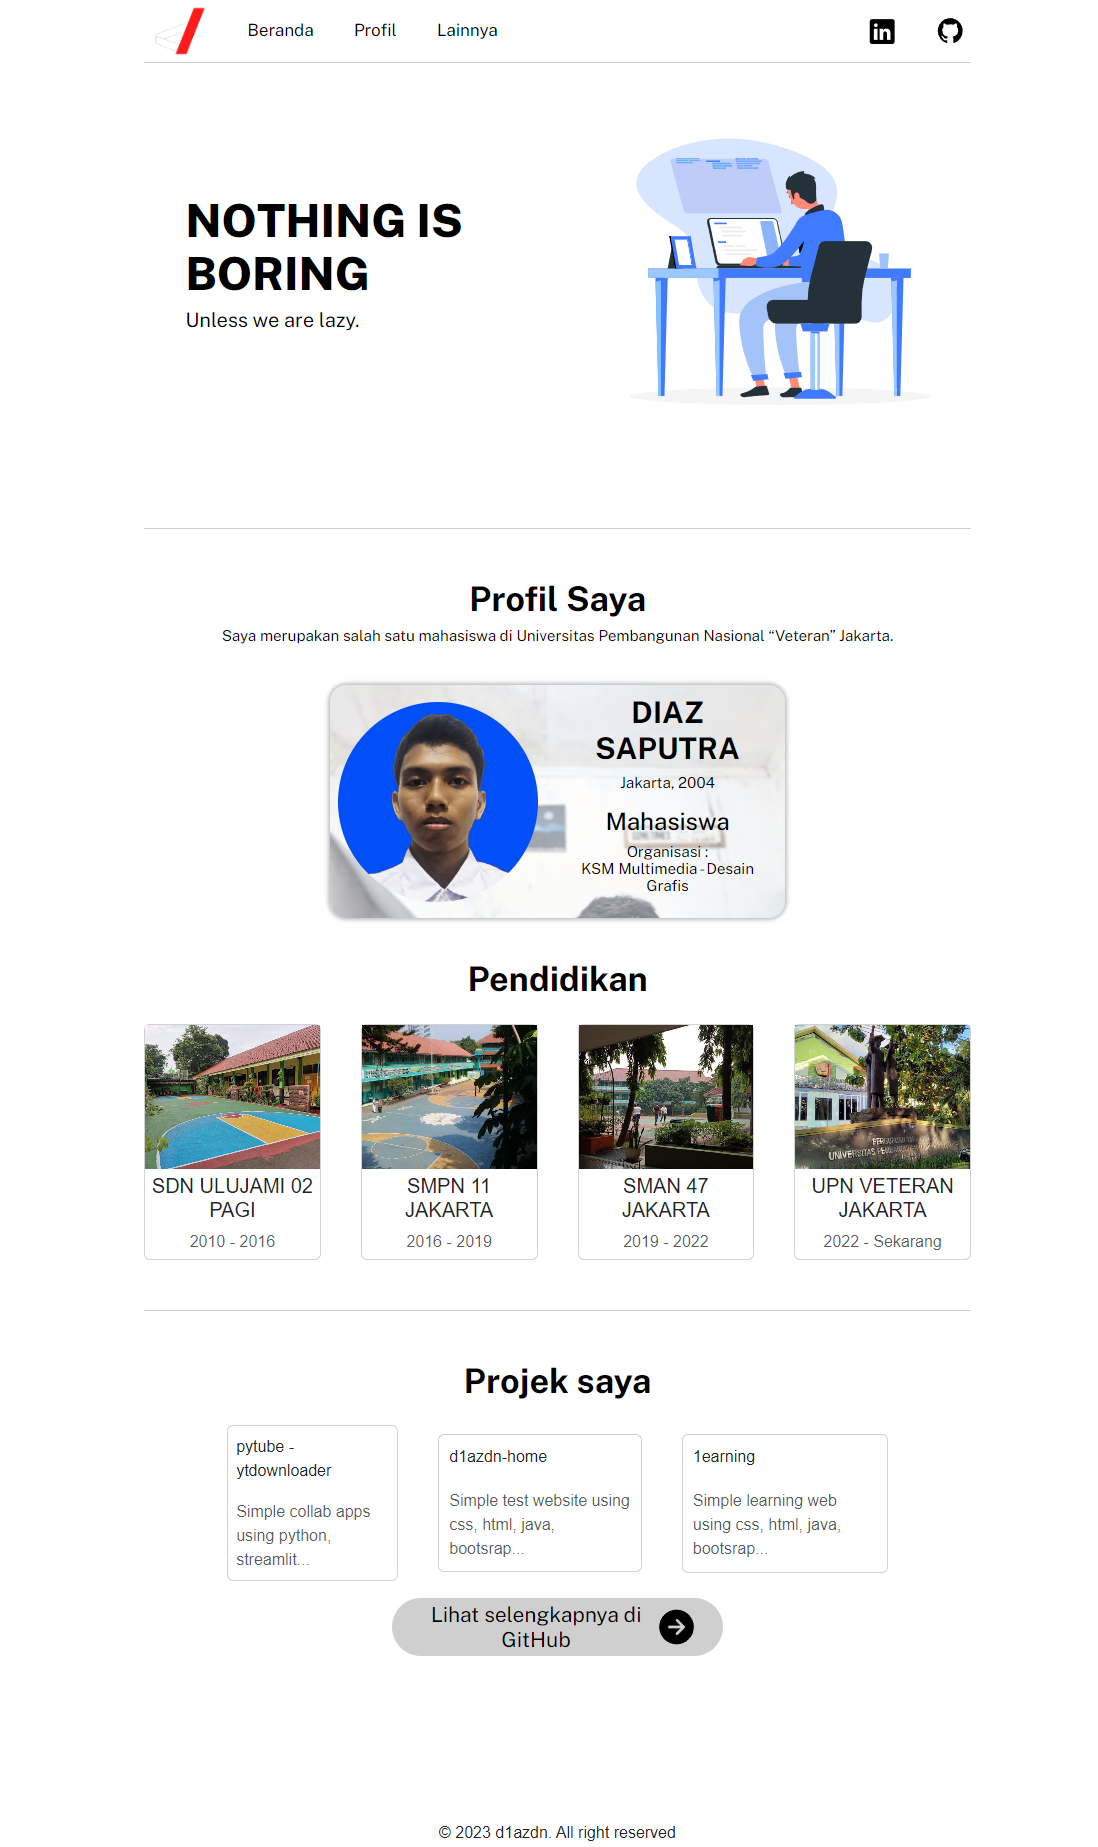 Beranda
Profil
Lainnya
NOTHING IS
BORING
Unless we are lazy.
Profil Saya
Saya merupakan salah satu mahasiswa di Universitas Pembangunan Nasional “Veteran” Jakarta.
DIAZ
SAPUTRA
Jakarta, 2004
Mahasiswa
Organisasi :
KSM Multimedia - Desain
Grafis
Pendidikan
SDN ULUJAMI 02
PAGI
2010 - 2016
SMPN 11
JAKARTA
2016 - 2019
SMAN 47
JAKARTA
2019 - 2022
UPN VETERAN
JAKARTA
2022 - Sekarang
Projek saya
pytube -
ytdownloader
Simple collab apps
using python,
streamlit...
d1azdn-home
Simple test website using
css, html, java,
bootsrap...
1earning
Simple learning web
using css, html, java,
bootsrap...
Lihat selengkapnya di
GitHub
© 2023 d1azdn. All right reserved